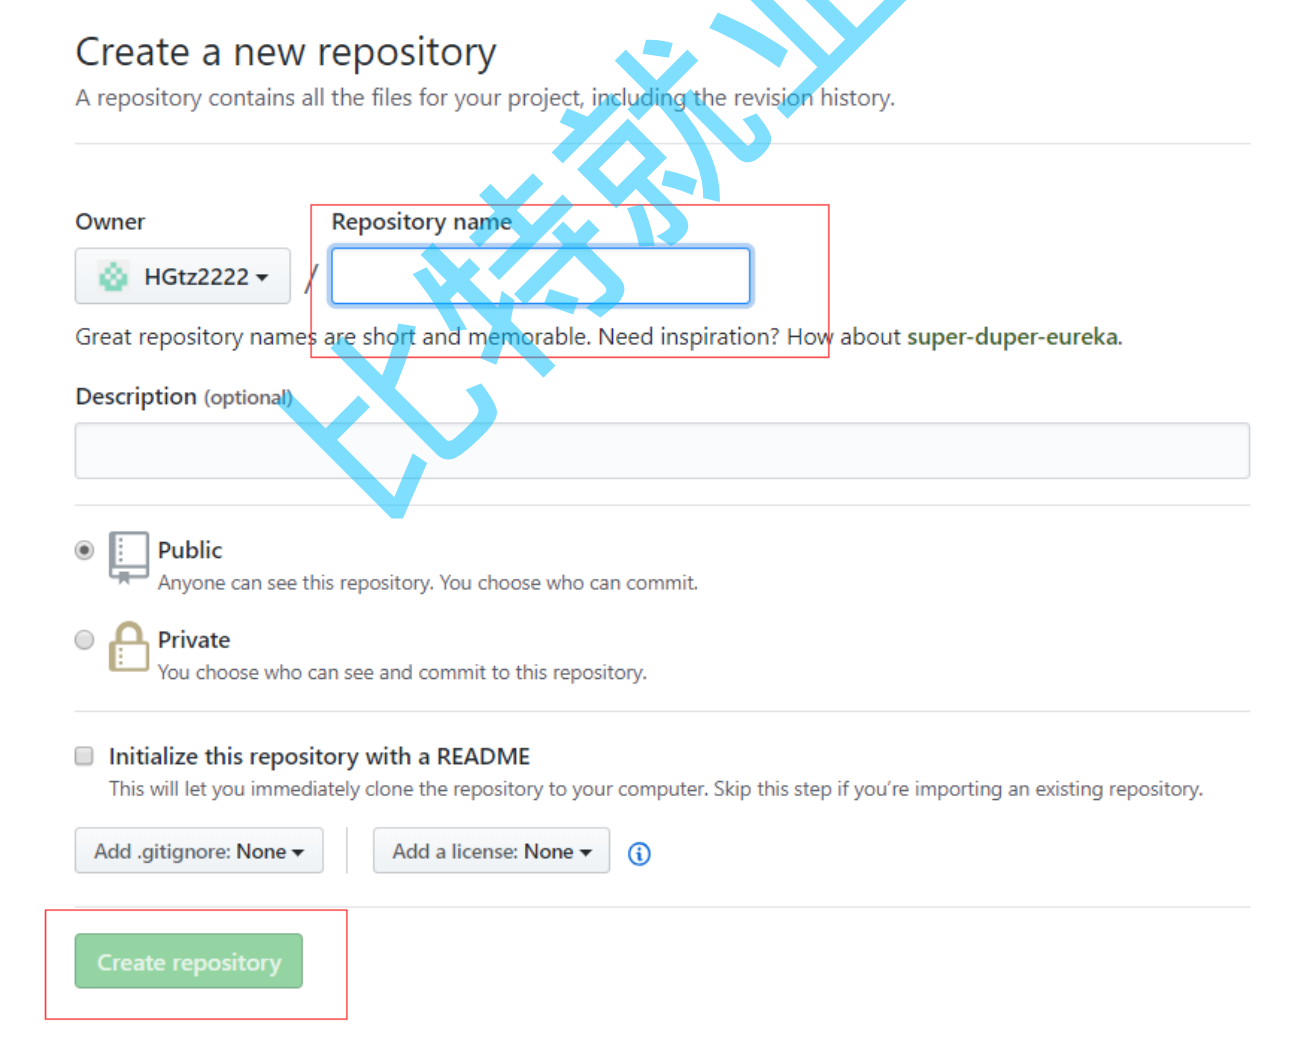 Create a new repository
A repository contains all the files for your project, including the revision history.
Owner
Repository name
HGtz2222
/
Great repository names are short and memorable. Need inspiration? How about super-duper-eureka.
Description (optional)
Public
Anyone can see this repository. You choose who can commit.
Private
You choose who can see and commit to this repository.
Initialize this repository with a README
This will let you immediately clone the repository to your computer. Skip this step if you're importing an existing repository.
Add .gitignore: None
Add a license: None
Create repository
比特就业